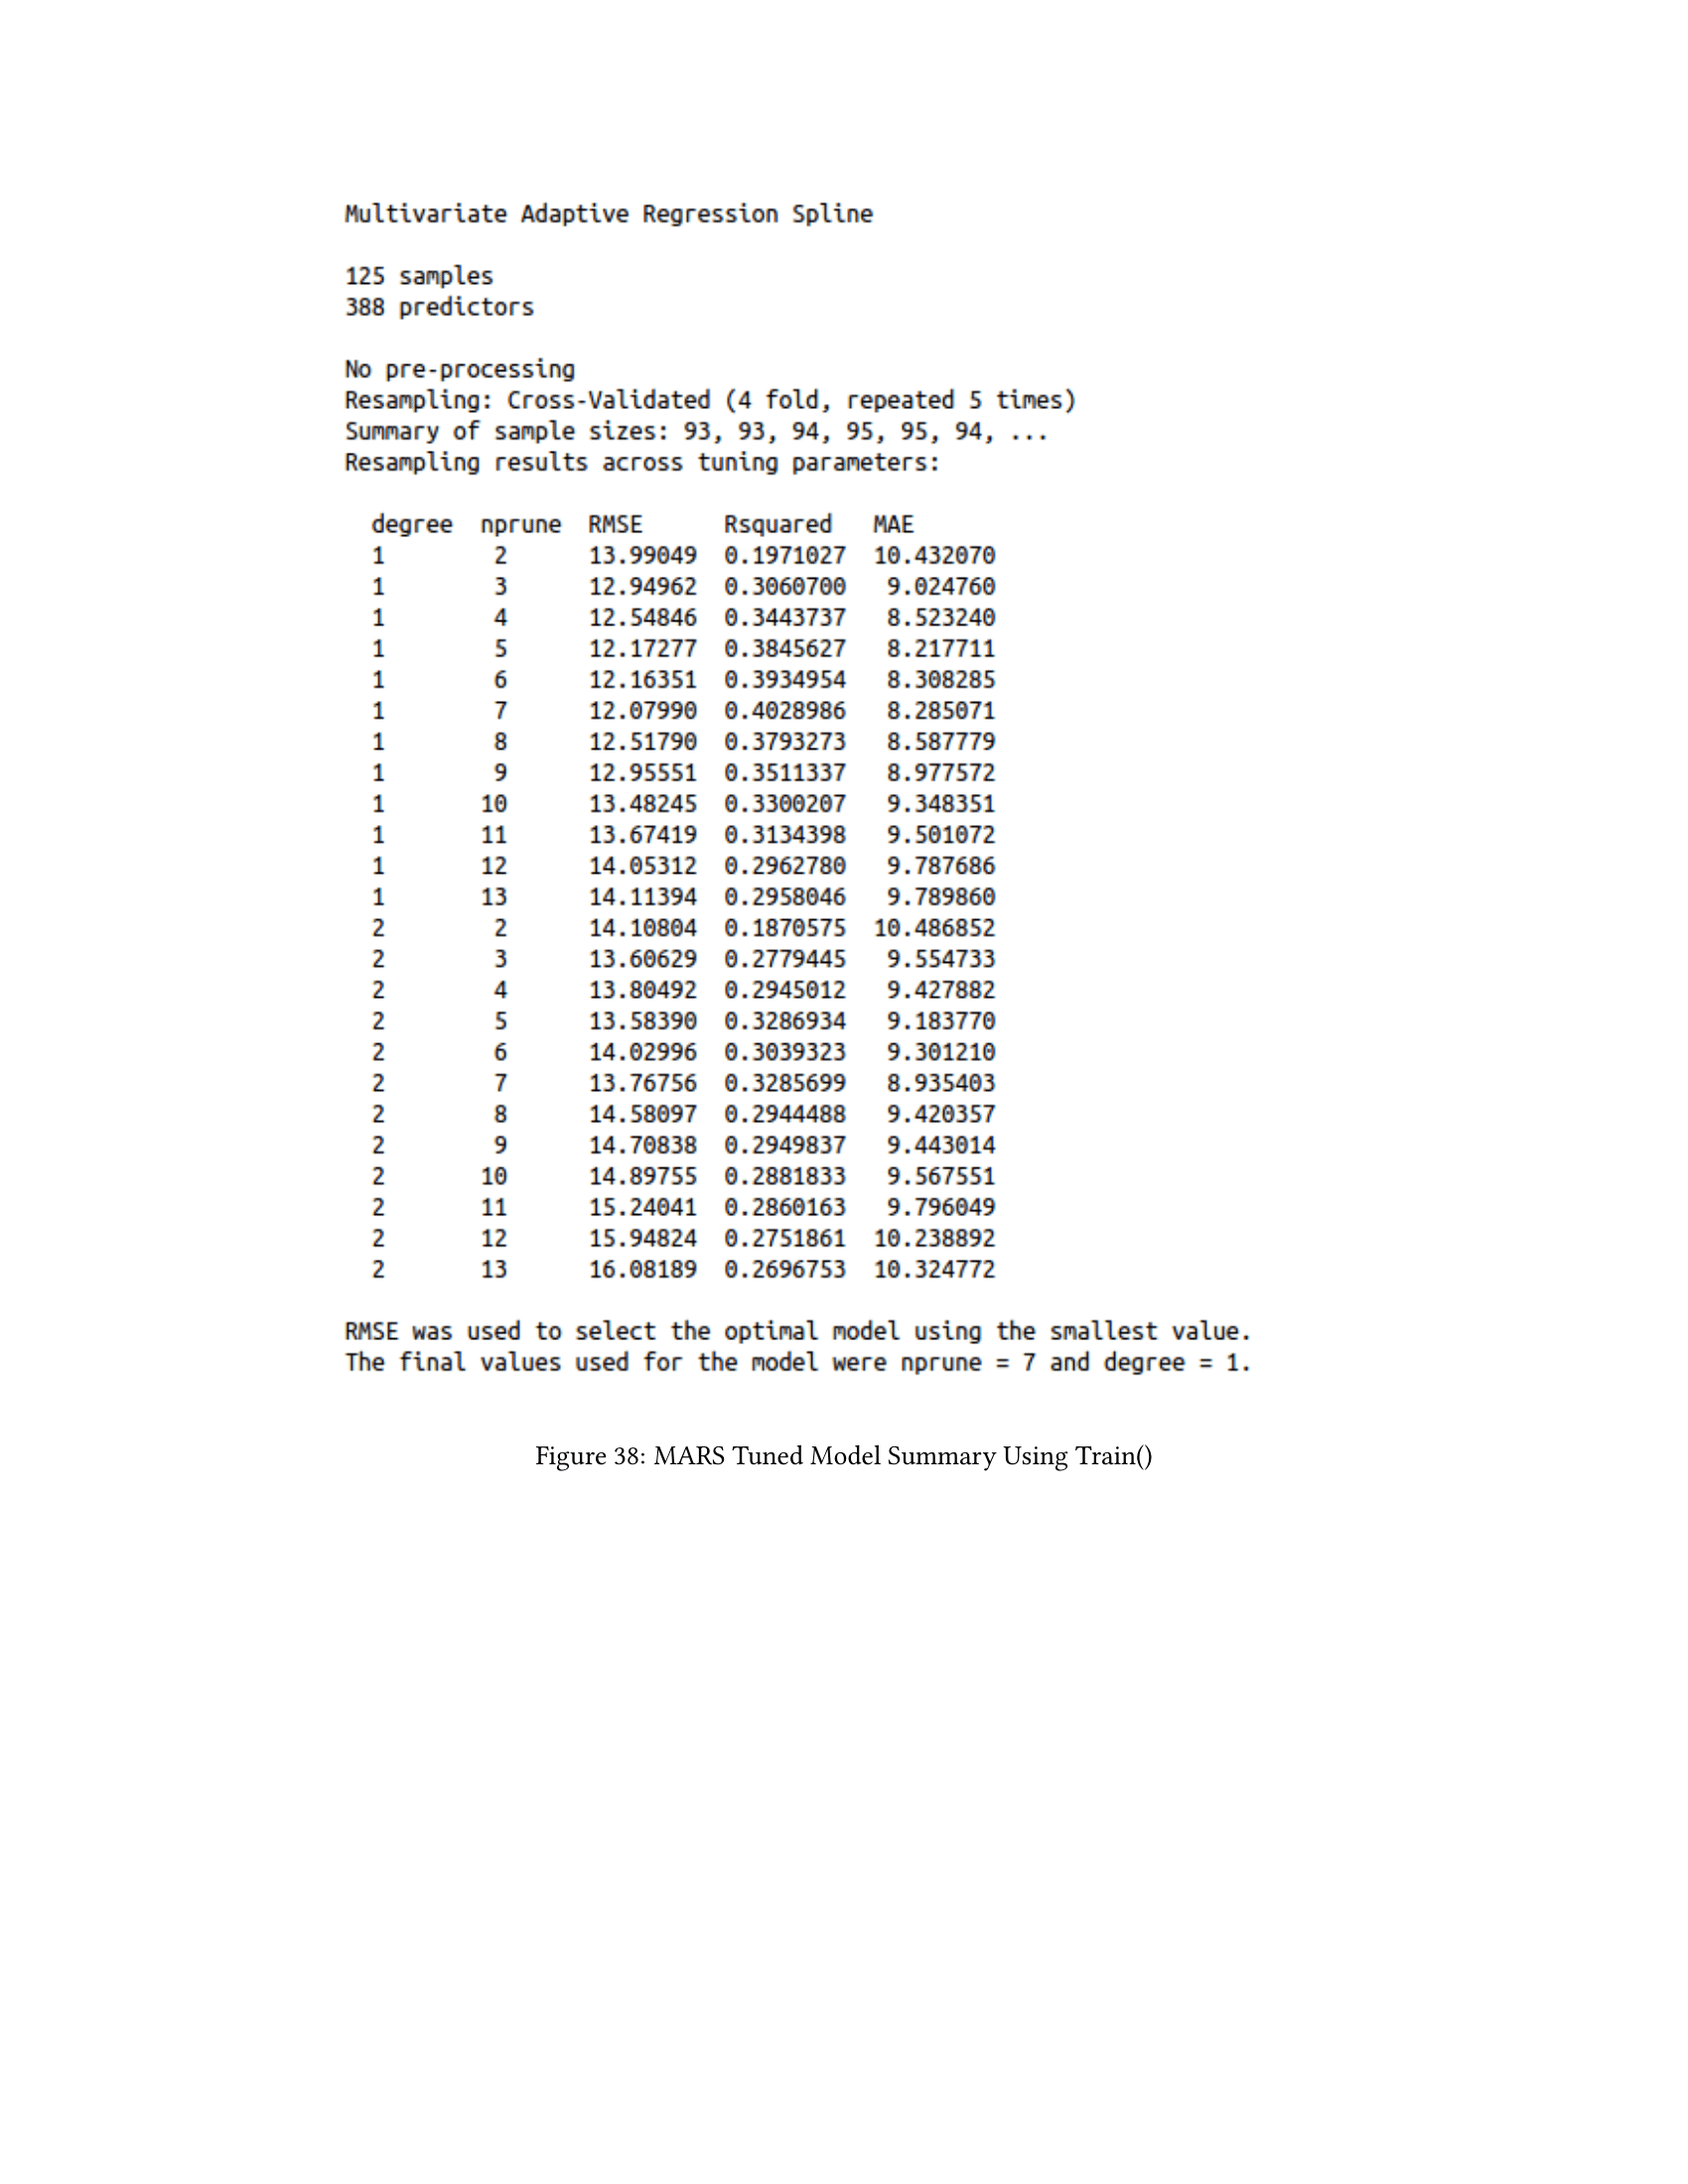 Multivariate Adaptive Regression Spline
125 samples
388 predictors
No pre-processing
Resampling: Cross-Validated (4 fold, repeated 5 times)
Summary of sample sizes: 93, 93, 94, 95, 95, 94, ...
Resampling results across tuning parameters:
degree nprune RMSE Rsquared MAE
1 2 13.99049 0.1971027 10.432070
1 3 12.94962 0.3060700 9.024760
1 4 12.54846 0.3443737 8.523240
1 5 12.17277 0.3845627 8.217711
1 6 12.16351 0.3934954 8.308285
1 7 12.07990 0.4028986 8.285071
1 8 12.51790 0.3793273 8.587779
1 9 12.95551 0.3511337 8.977572
1 10 13.48245 0.3300207 9.348351
1 11 13.67419 0.3134398 9.501072
1 12 14.05312 0.2962780 9.787686
1 13 14.11394 0.2958046 9.789860
2 2 14.10804 0.1870575 10.486852
2 3 13.60629 0.2779445 9.554733
2 4 13.80492 0.2945012 9.427882
2 5 13.58390 0.3286934 9.183770
2 6 14.02996 0.3039323 9.301210
2 7 13.76756 0.3285699 8.935403
2 8 14.58097 0.2944488 9.420357
2 9 14.70838 0.2949837 9.443014
2 10 14.89755 0.2881833 9.567551
2 11 15.24041 0.2860163 9.796049
2 12 15.94824 0.2751861 10.238892
2 13 16.08189 0.2696753 10.324772
RMSE was used to select the optimal model using the smallest value.
The final values used for the model were nprune = 7 and degree = 1.
Figure 38: MARS Tuned Model Summary Using Train()